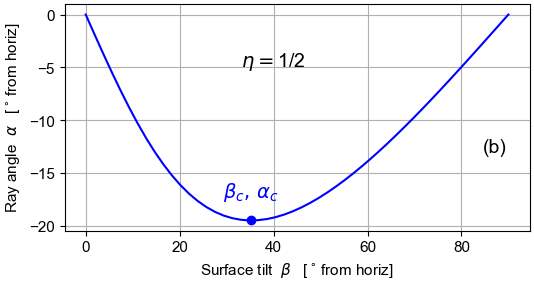 0
−5
−10
−15
−20
Ray angle α [˚ from horiz]
η = 1/2
(b)
βc, αc
0 20 40 60 80
Surface tilt β [˚ from horiz]